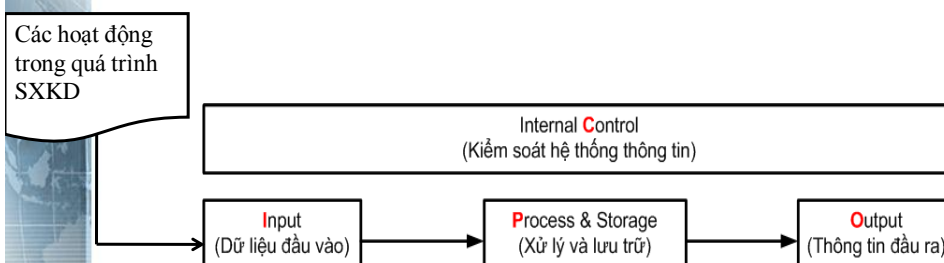 Các hoạt động
trong quá trình
SXKD
Internal Control
(Kiểm soát hệ thống thông tin)
Input
(Dữ liệu đầu vào)
Process & Storage
(Xử lý và lưu trữ)
Output
(Thông tin đầu ra)